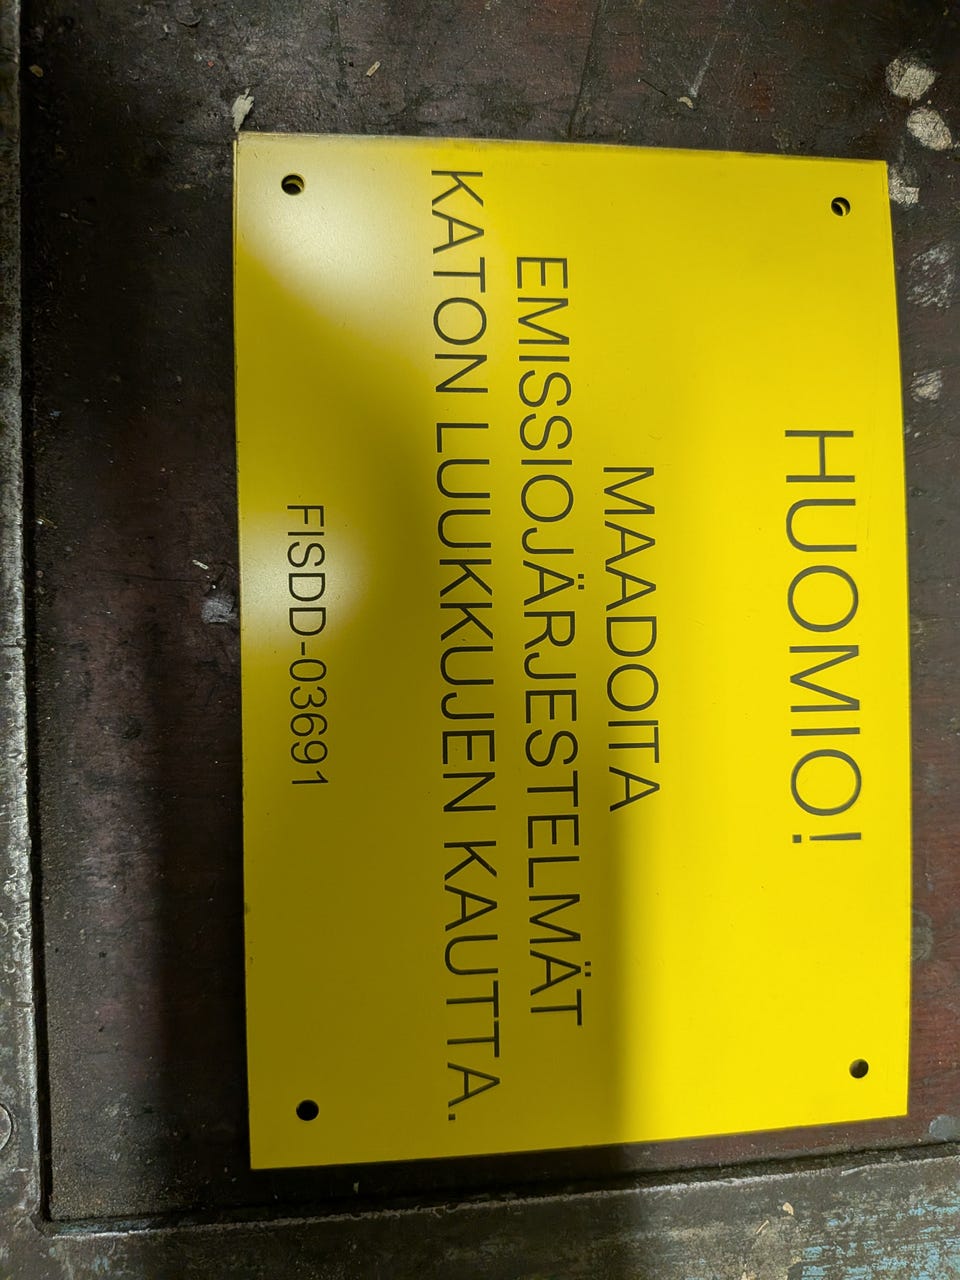 HUOMIO!
MAADOITA
EMISSIOJÄRJESTELMÄT
KATON LUUKKUJEN KAUTTA.
FISDD-03691